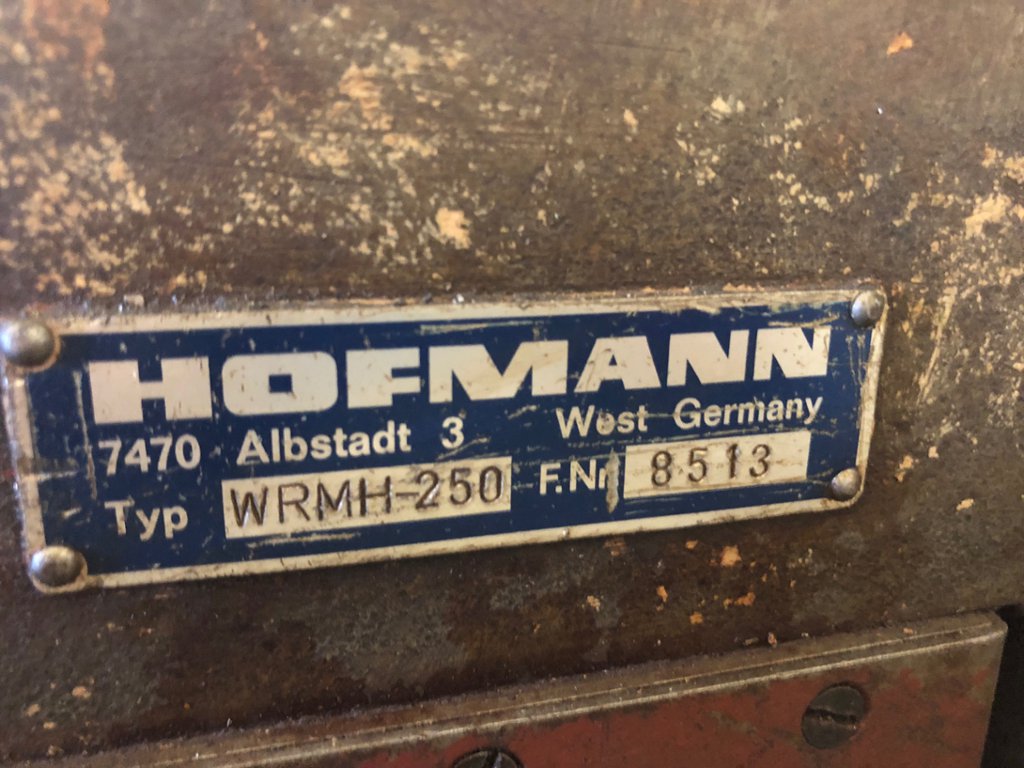 HOFMANN
7470 Albstadt 3 West Germany
Typ WRMH-250 F.Nr 8513